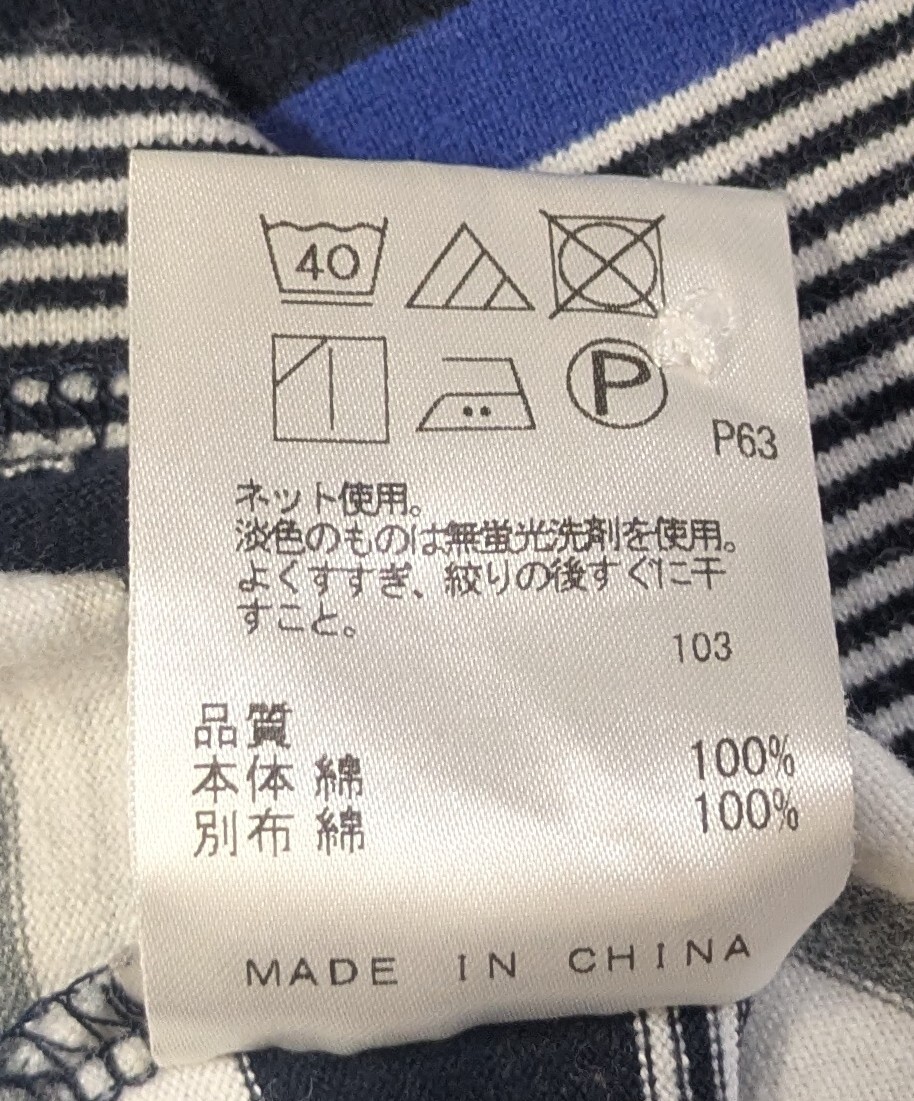 40
P
P63
ネット使用。
淡色のものは無蛍光洗剤を使用。
よくすすぎ、絞りの後すぐに干
すこと。
103
品質
本体 綿 100%
別布 綿 100%
MADE IN CHINA